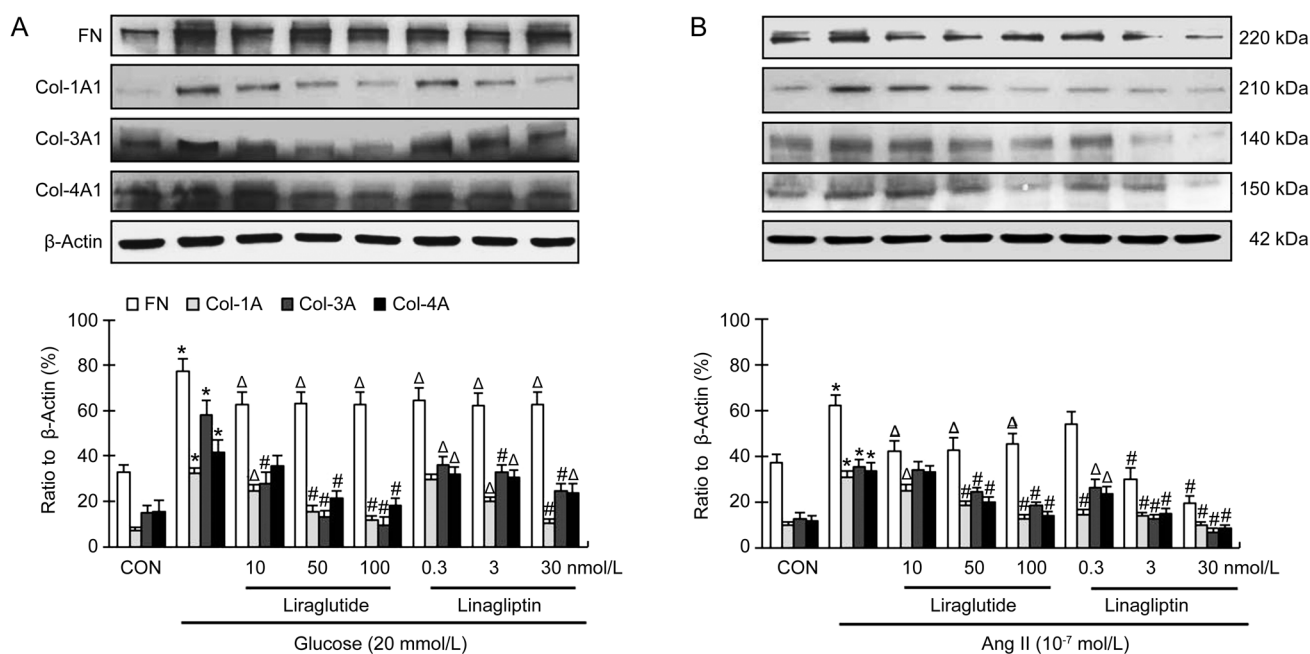 A
FN
Col-1A1
Col-3A1
Col-4A1
β-Actin
FN Col-1A Col-3A Col-4A
Ratio to β-Actin (%)
100
80
60
40
20
0
* * * *
Δ Δ #
Δ # # #
Δ # # #
Δ Δ Δ
Δ Δ # Δ
Δ # # Δ
CON 10 50 100 0.3 3 30 nmol/L
Liraglutide Linagliptin
Glucose (20 mmol/L)
B
220 kDa
210 kDa
140 kDa
150 kDa
42 kDa
Ratio to β-Actin (%)
100
80
60
40
20
0
* * * *
Δ Δ
Δ # # #
Δ # # #
# Δ Δ
# # # #
# # # #
CON 10 50 100 0.3 3 30 nmol/L
Liraglutide Linagliptin
Ang II (10⁻⁷ mol/L)